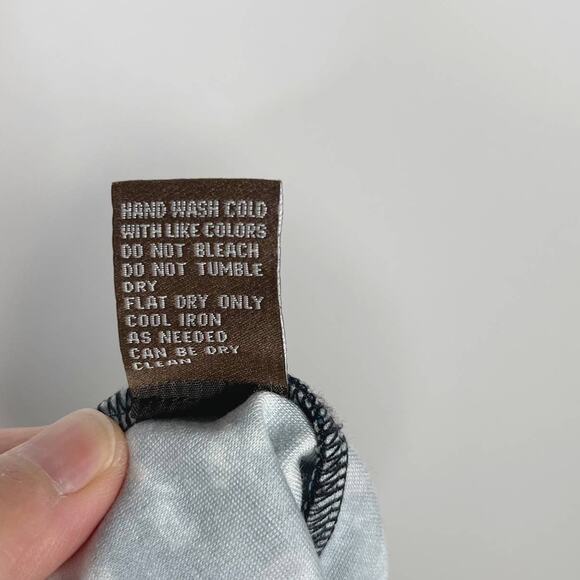 HAND WASH COLD
WITH LIKE COLORS
DO NOT BLEACH
DO NOT TUMBLE
DRY
FLAT DRY ONLY
COOL IRON
AS NEEDED
CAN BE DRY
CLEAN